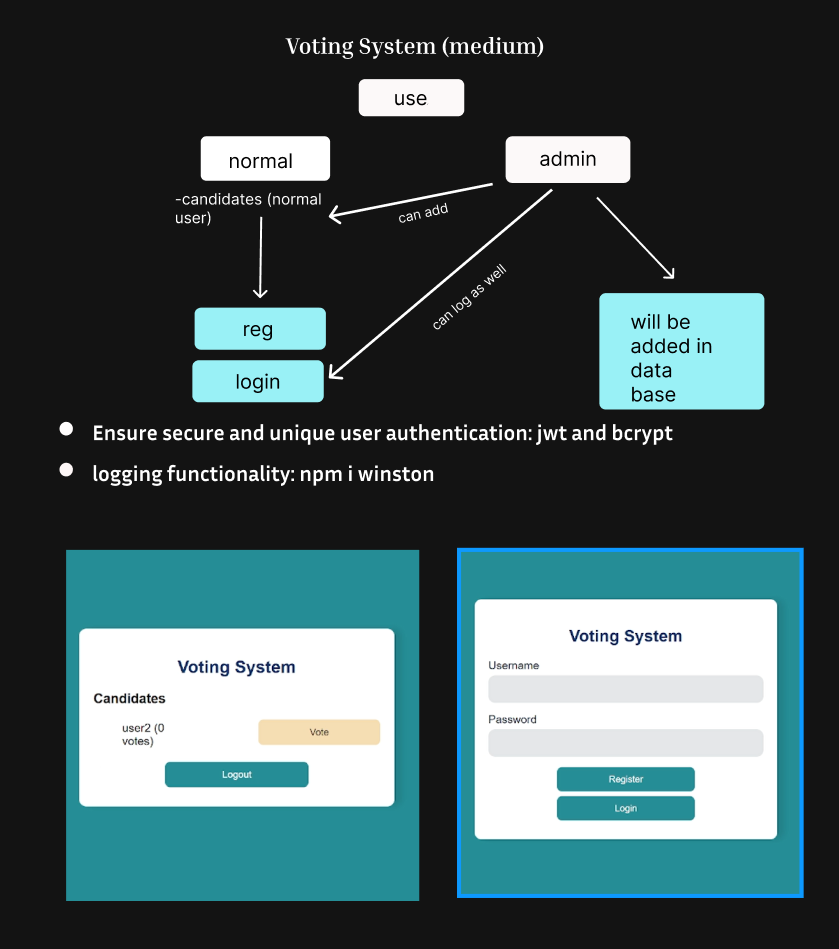 Voting System (medium)
use
normal
admin
-candidates (normal
user)
can add
can log as well
reg
login
will be
added in
data
base
Ensure secure and unique user authentication: jwt and bcrypt
logging functionality: npm i winston
Voting System
Candidates
user2 (0
votes)
Vote
Logout
Voting System
Username
Password
Register
Login